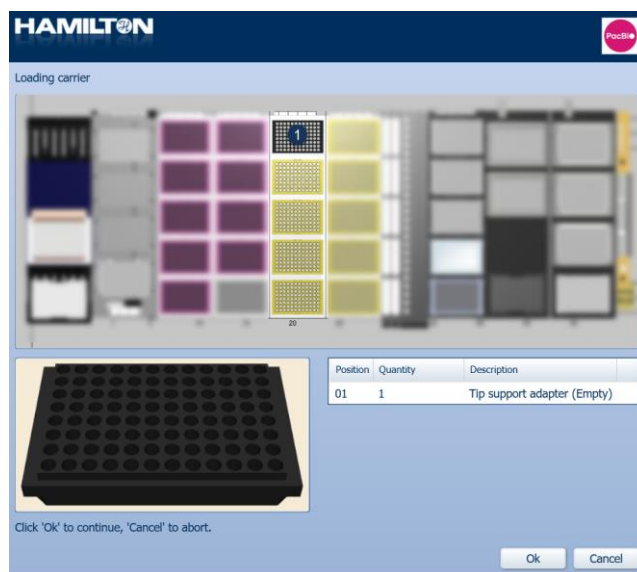 HAMILTON
PacBio
Loading carrier
1
20
Position Quantity Description
01 1 Tip support adapter (Empty)
Click 'Ok' to continue, 'Cancel' to abort.
Ok Cancel